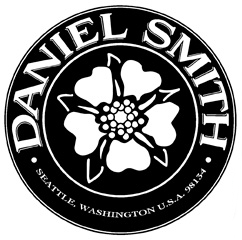 DANIEL SMITH
· SEATTLE, WASHINGTON U.S.A. 98134 ·